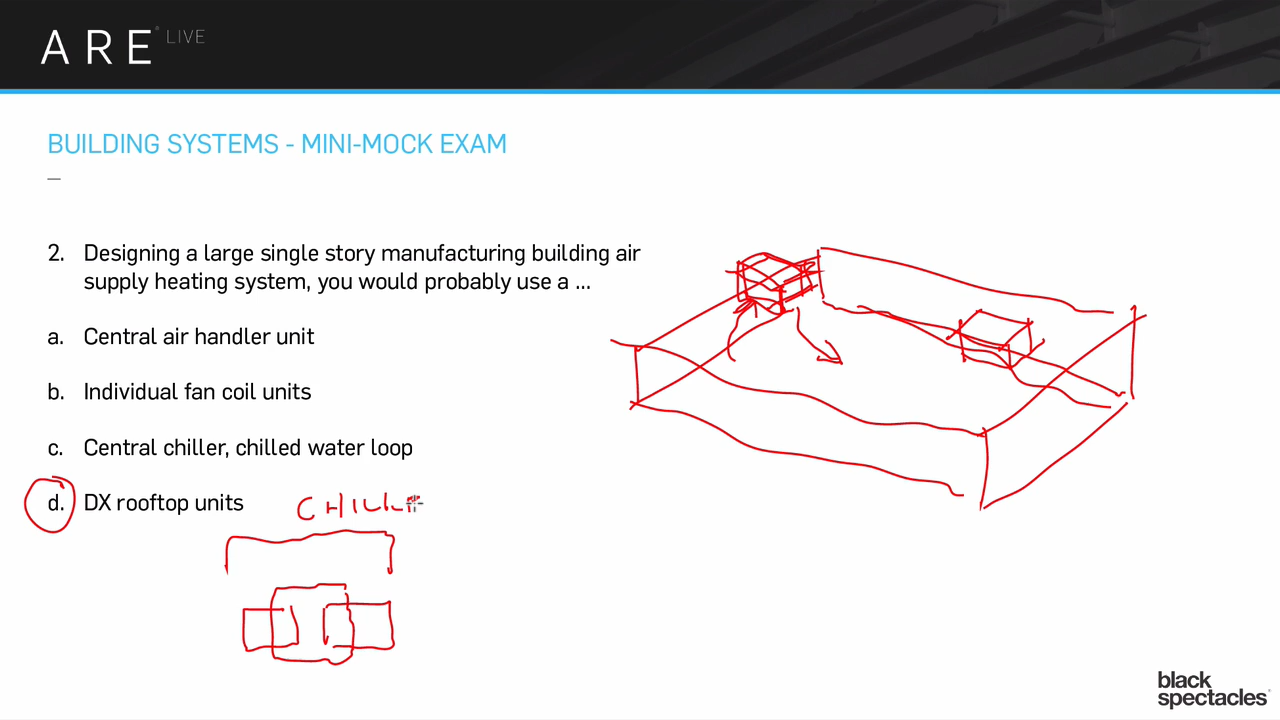 ARE® LIVE
BUILDING SYSTEMS - MINI-MOCK EXAM
2. Designing a large single story manufacturing building air
supply heating system, you would probably use a ...
a. Central air handler unit
b. Individual fan coil units
c. Central chiller, chilled water loop
d. DX rooftop units
black
spectacles